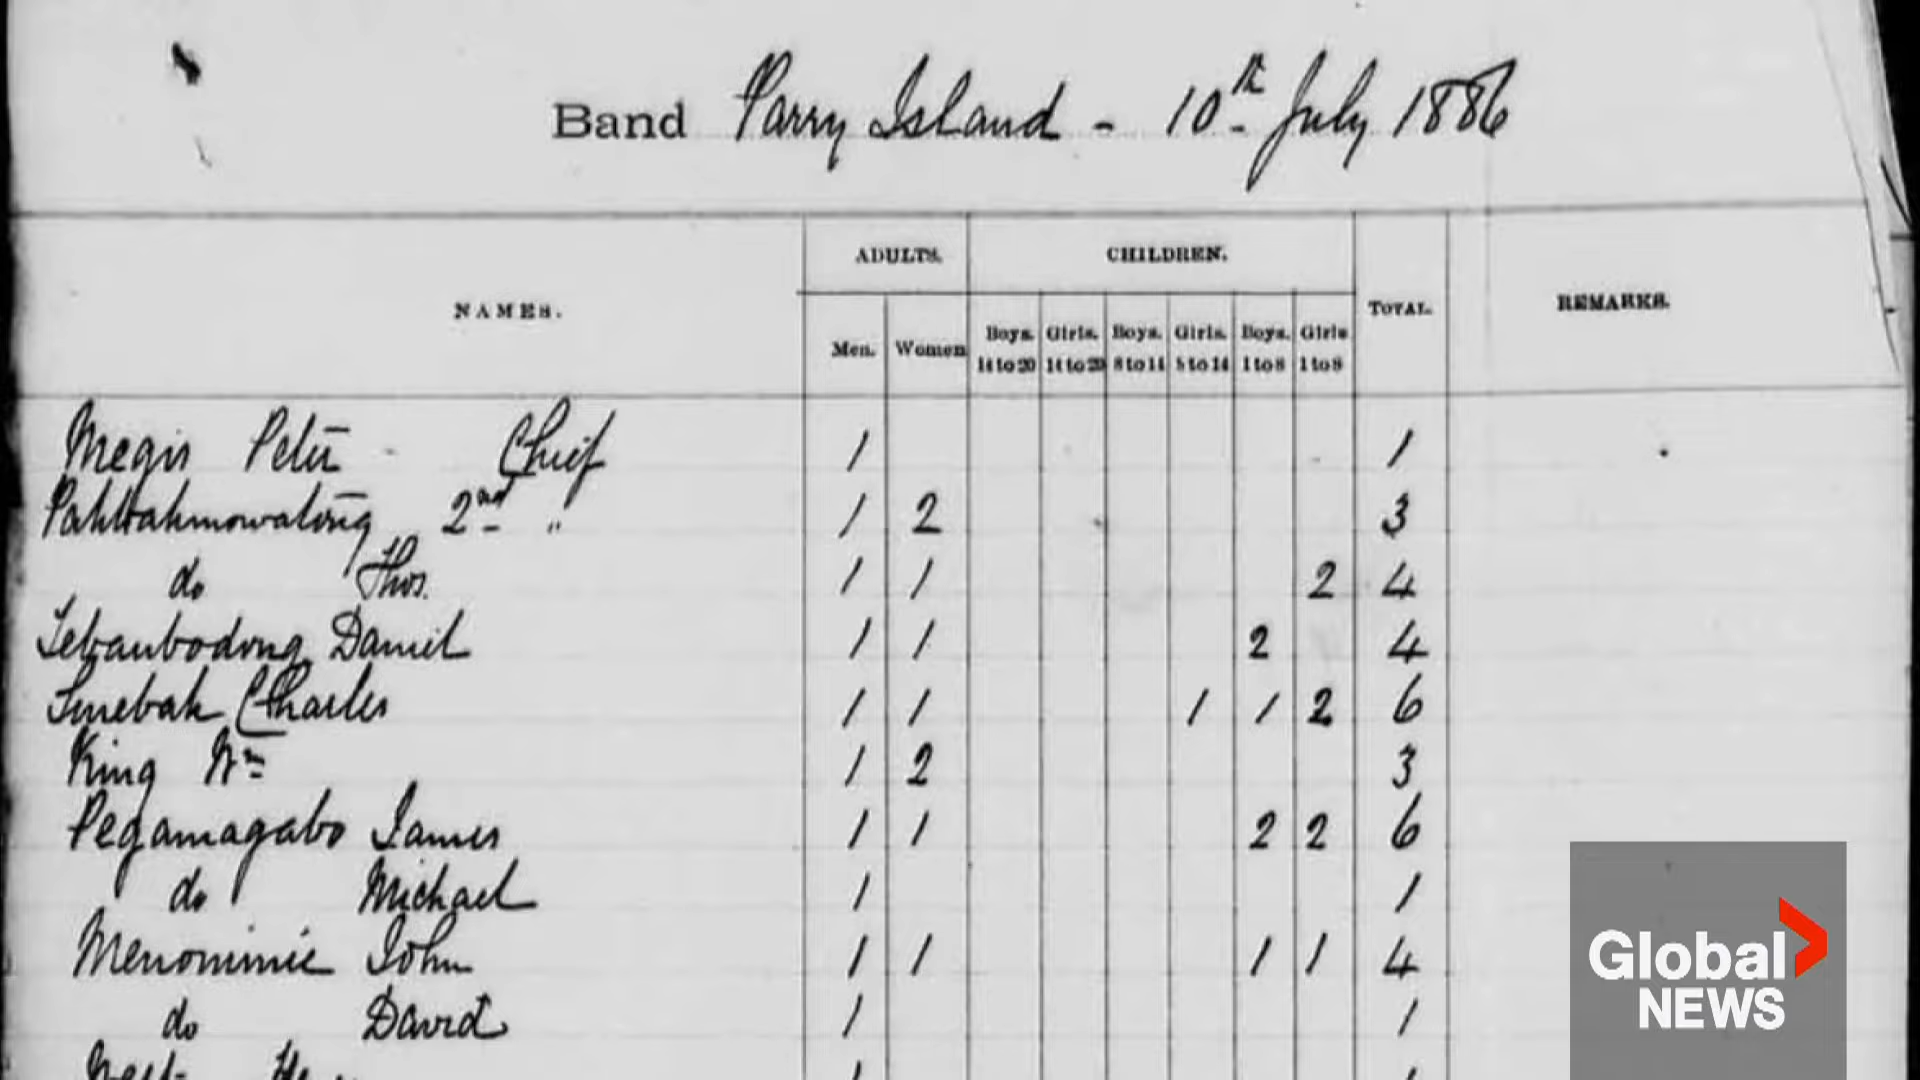 Band Parry Island - 10th July 1886
NAMES. ADULTS. CHILDREN. TOTAL. REMARKS.
Men. Women Boys. 14 to 20 Girls. 14 to 20 Boys. 8 to 14 Girls. 8 to 14 Boys. 1 to 8 Girls 1 to 8
Megis Peter - Chief 1 1
Pahbahmowatong 2nd " 1 2 3
do Thos. 1 1 2 4
Daniel 1 1 2 4
Charles 1 1 1 1 2 6
King Wm 1 2 3
Pegamagabo James 1 1 2 2 6
do Michael 1 1
Menominie John 1 1 1 1 4
do David 1 1
1 1
Global
NEWS